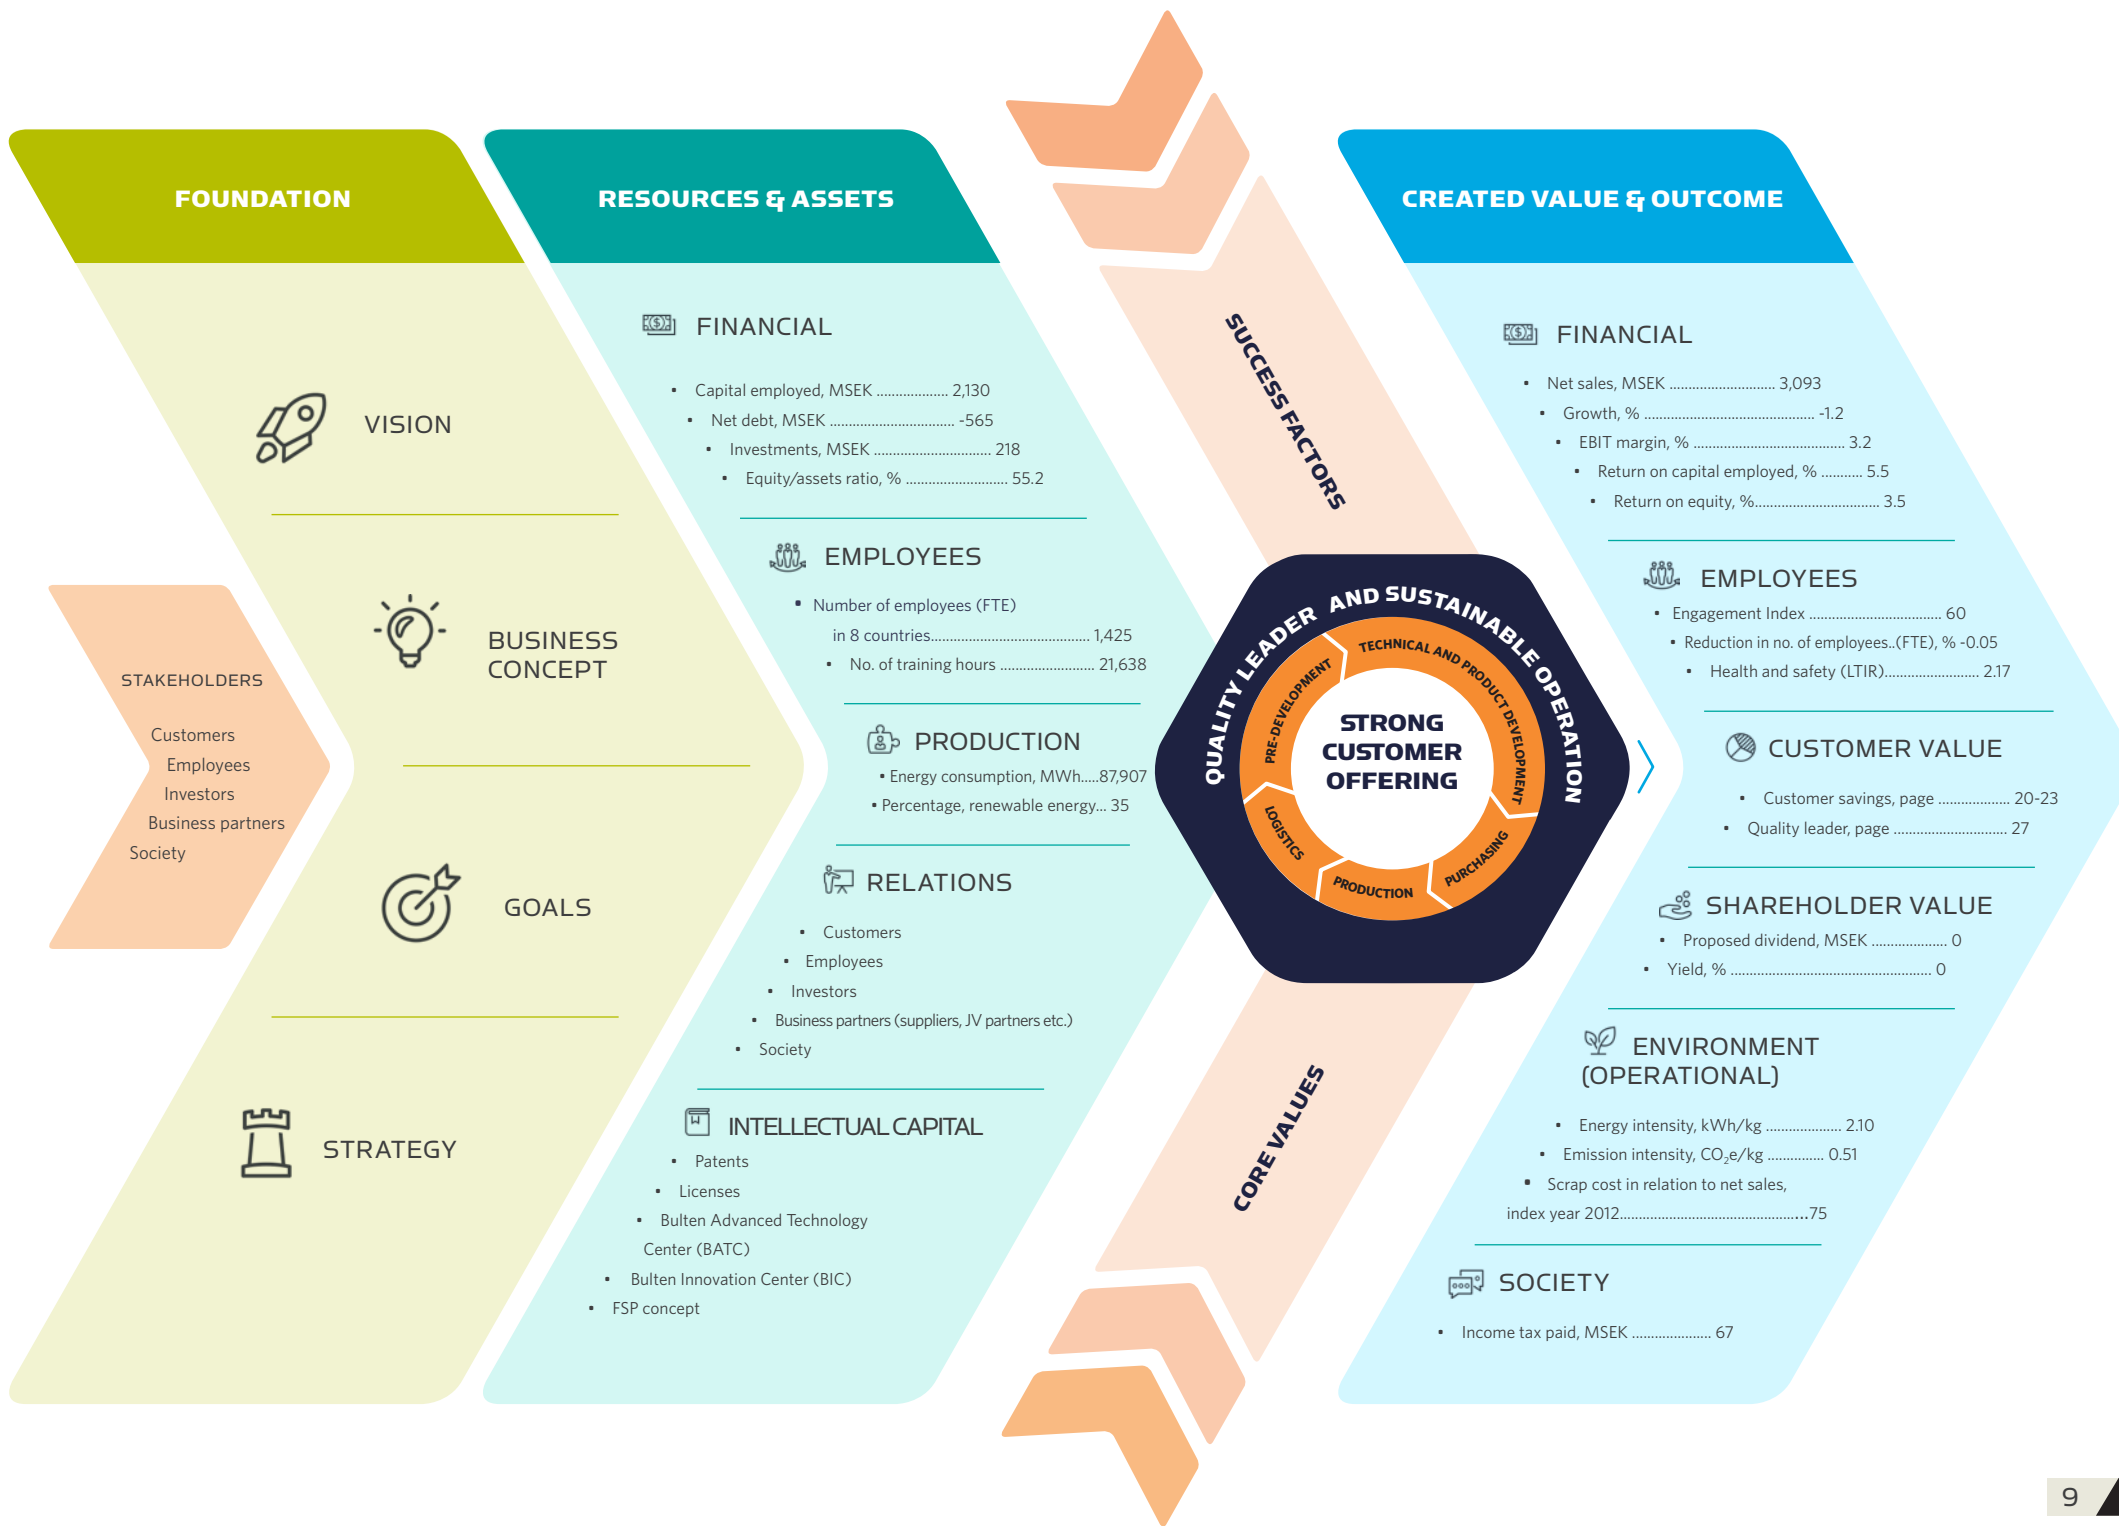 FOUNDATION
VISION
BUSINESS
CONCEPT
GOALS
STRATEGY
STAKEHOLDERS
Customers
Employees
Investors
Business partners
Society
RESOURCES & ASSETS
FINANCIAL
• Capital employed, MSEK ................... 2,130
• Net debt, MSEK ................................. -565
• Investments, MSEK ............................... 218
• Equity/assets ratio, % ........................... 55.2
EMPLOYEES
• Number of employees (FTE)
in 8 countries.......................................... 1,425
• No. of training hours ......................... 21,638
PRODUCTION
• Energy consumption, MWh.....87,907
• Percentage, renewable energy... 35
RELATIONS
• Customers
• Employees
• Investors
• Business partners (suppliers, JV partners etc.)
• Society
INTELLECTUAL CAPITAL
• Patents
• Licenses
• Bulten Advanced Technology
Center (BATC)
• Bulten Innovation Center (BIC)
• FSP concept
SUCCESS FACTORS
QUALITY LEADER AND SUSTAINABLE OPERATION
PRE-DEVELOPMENT
TECHNICAL AND PRODUCT DEVELOPMENT
PURCHASING
PRODUCTION
LOGISTICS
STRONG
CUSTOMER
OFFERING
CORE VALUES
CREATED VALUE & OUTCOME
FINANCIAL
• Net sales, MSEK ............................ 3,093
• Growth, % ............................................. -1.2
• EBIT margin, % ........................................ 3.2
• Return on capital employed, % ........... 5.5
• Return on equity, %................................. 3.5
EMPLOYEES
• Engagement Index ................................... 60
• Reduction in no. of employees..(FTE), % -0.05
• Health and safety (LTIR)......................... 2.17
CUSTOMER VALUE
• Customer savings, page ................... 20-23
• Quality leader, page .............................. 27
SHAREHOLDER VALUE
• Proposed dividend, MSEK .................... 0
• Yield, % ..................................................... 0
ENVIRONMENT
(OPERATIONAL)
• Energy intensity, kWh/kg .................... 2.10
• Emission intensity, CO₂e/kg ............... 0.51
• Scrap cost in relation to net sales,
index year 2012.................................................75
SOCIETY
• Income tax paid, MSEK ..................... 67
9